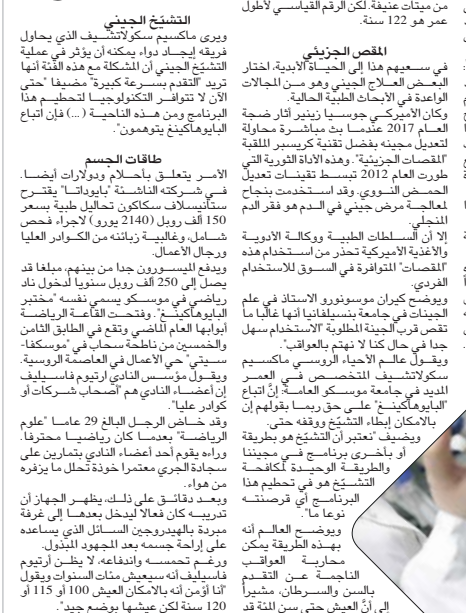 من ميتات عنيفة. لكن الرقم القياسي لأطول
عمر هو 122 سنة.
المقص الجزيئي
في سعيهم هذا إلى الحياة الأبدية، اختار
البعض العلاج الجيني وهو من المجالات
الواعدة في الأبحاث الطبية الحالية.
وكان الأميركي جوسيا زينير أثار ضجة
العام 2017 عندما بث مباشرة محاولة
لتعديل مجينه بفضل تقنية كريسبر الملقبة
"المقصات الجزيئية". وهذه الأداة الثورية التي
طورت العام 2012 تبسط تقنيات تعديل
الحمض النووي. وقد استخدمت بنجاح
لمعالجة مرض جيني في الدم هو فقر الدم
المنجلي.
إلا أن السلطات الطبية ووكالة الأدوية
والأغذية الأميركية تحذر من استخدام هذه
"المقصات" المتوافرة في السوق للاستخدام
الفردي.
ويوضح كيران موسونورو الاستاذ في علم
الجينات في جامعة بنسيلفانيا أنها غالبا ما
تقص قرب الجينة المطلوبة "الاستخدام سهل
جدا في حال كنا لا نهتم بالعواقب".
ويقول عالم الأحياء الروسي ماكسيم
سكولاتشيف المتخصص في العمر
المديد في جامعة موسكو العامة: إنّ اتباع
"البايوهاكينغ" على حق ربما بقولهم إن
بالامكان إبطاء التشيّخ ووقفه حتى.
ويضيف "نعتبر أن التشيّخ هو بطريقة
أو بأخرى برنامج في مجيننا
والطريقة الوحيدة لمكافحة
التشيّخ هو في تحطيم هذا
البرنامج أي قرصنته
نوعا ما".
ويوضح العالم أنه
بهذه الطريقة يمكن
محاربة العواقب
الناجمة عن التقدم
بالسن والسرطان، مشيراً
إلى أنّ العيش حتى سن المئة قد
التشيّخ الجيني
ويرى ماكسيم سكولاتشيف الذي يحاول
فريقه إيجاد دواء يمكنه أن يؤثر في عملية
التشيّخ الجيني أن المشكلة مع هذه الفئة أنها
تريد "التقدم بسرعة كبيرة" مضيفا "حتى
الآن لا تتوافر التكنولوجيا لتحطيم هذا
البرنامج ومن هذه الناحية (...) فإن اتباع
البايوهاكينغ يتوهمون".
طاقات الجسم
الأمر يتعلق بأحلام ودولارات أيضا.
في شركته الناشئة "بايوداتا" يقترح
ستانيسلاف سكاكون تحاليل طبية بسعر
150 ألف روبل (2140 يورو) لاجراء فحص
شامل، وغالبية زبائنه من الكوادر العليا
ورجال الأعمال.
ويدفع الميسورون جدا من بينهم، مبلغا قد
يصل إلى 250 ألف روبل سنويا لدخول ناد
رياضي في موسكو يسمي نفسه "مختبر
البايوهاكينغ". وفتحت القاعة الرياضة
أبوابها العام الماضي وتقع في الطابق الثامن
والخمسين من ناطحة سحاب في "موسكفا-
سيتي" حي الأعمال في العاصمة الروسية.
ويقول مؤسس النادي ارتيوم فاسيليف
إن أعضاء النادي هم "أصحاب شركات أو
كوادر عليا".
وقد خاض الرجل البالغ 29 عاما "علوم
الرياضة" بعدما كان رياضيا محترفا.
وراءه يقوم أحد أعضاء النادي بتمارين على
سجادة الجري معتمرا خوذة تحلل ما يزفره
من هواء.
وبعد دقائق على ذلك، يظهر الجهاز أن
تدريبه كان فعالا ليدخل بعدها إلى غرفة
مبردة بالهيدروجين السائل الذي يساعده
على إراحة جسمه بعد المجهود المبذول.
ورغم تحمسه واندفاعه، لا يظن أرتيوم
فاسيليف أنه سيعيش مئات السنوات ويقول
"أنا أؤمن أنه بالامكان العيش 100 أو 115 أو
120 سنة لكن عيشها بوضع جيد".